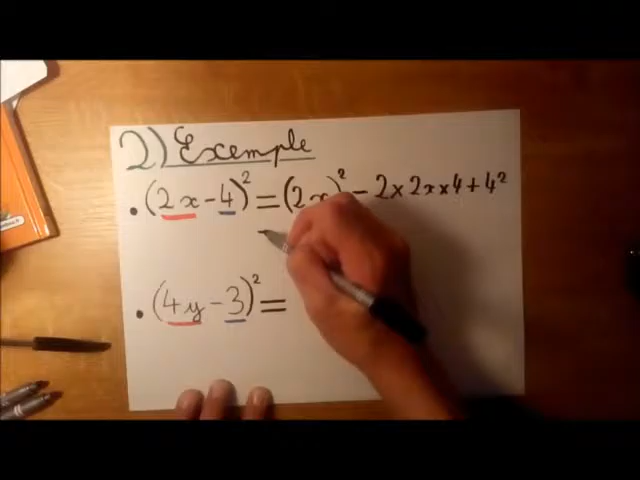 2) Exemple
• (2x - 4)² = (2x)² - 2 x 2x x 4 + 4²
• (4y - 3)² =